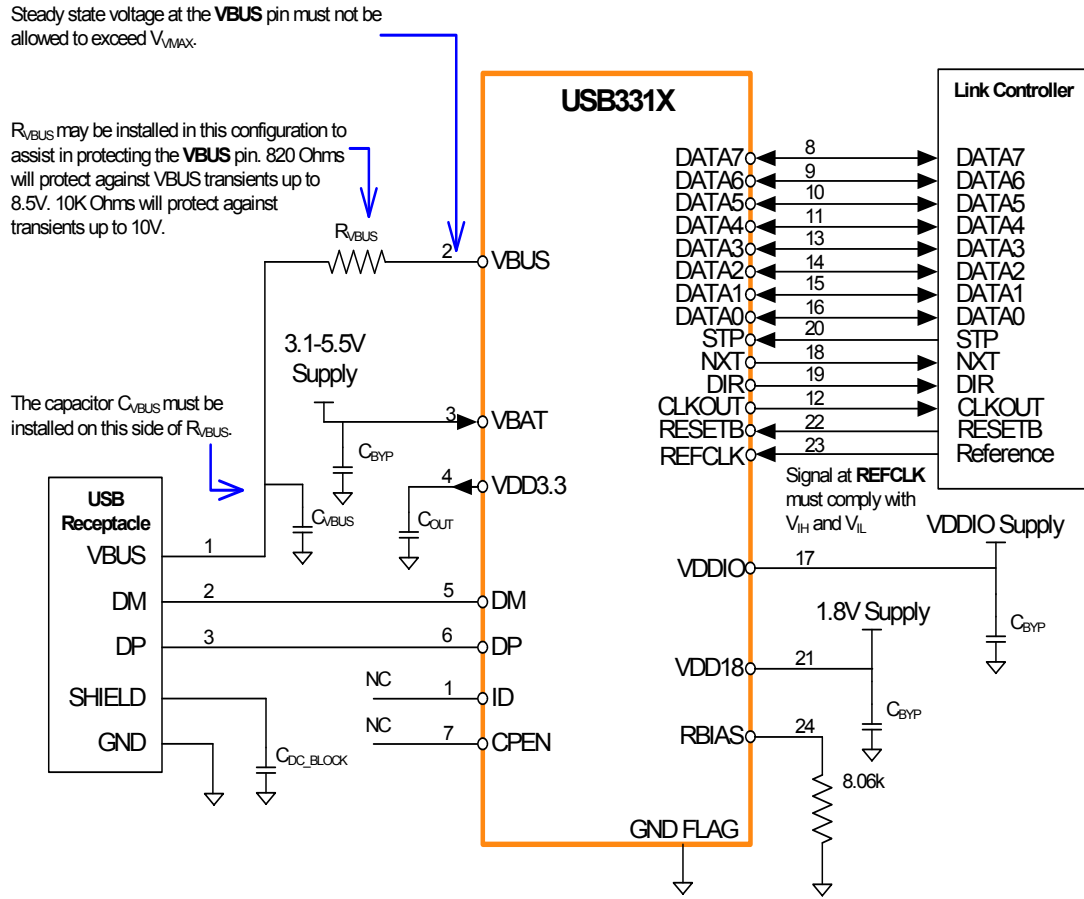 Steady state voltage at the VBUS pin must not be
allowed to exceed VVMAX.
RVBUS may be installed in this configuration to
assist in protecting the VBUS pin. 820 Ohms
will protect against VBUS transients up to
8.5V. 10K Ohms will protect against
transients up to 10V.
RVBUS
2
VBUS
3.1-5.5V
Supply
The capacitor CVBUS must be
installed on this side of RVBUS.
3
VBAT
CBYP
4
VDD3.3
CVBUS
COUT
USB
Receptacle
VBUS
1
DM
2
5
DM
DP
3
6
DP
SHIELD
NC
1
ID
GND
NC
7
CPEN
CDC_BLOCK
USB331X
Link Controller
DATA7
8
DATA7
DATA6
9
DATA6
DATA5
10
DATA5
DATA4
11
DATA4
DATA3
13
DATA3
DATA2
14
DATA2
DATA1
15
DATA1
DATA0
16
DATA0
STP
20
STP
NXT
18
NXT
DIR
19
DIR
CLKOUT
12
CLKOUT
RESETB
22
RESETB
REFCLK
23
Reference
Signal at REFCLK
must comply with
VIH and VIL
VDDIO Supply
VDDIO
17
CBYP
1.8V Supply
VDD18
21
CBYP
RBIAS
24
8.06k
GND FLAG